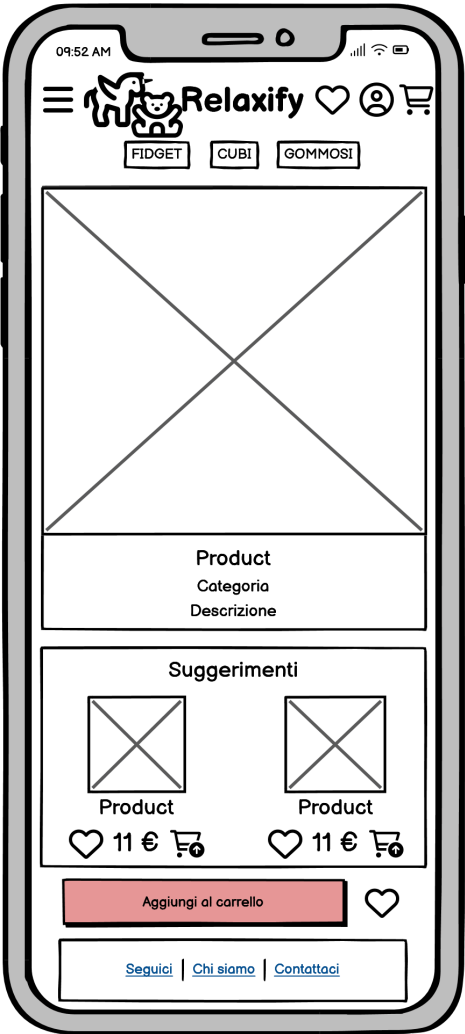 09:52 AM
Relaxify
FIDGET CUBI GOMMOSI
Product
Categoria
Descrizione
Suggerimenti
Product Product
11 € 11 €
Aggiungi al carrello
Seguici | Chi siamo | Contattaci